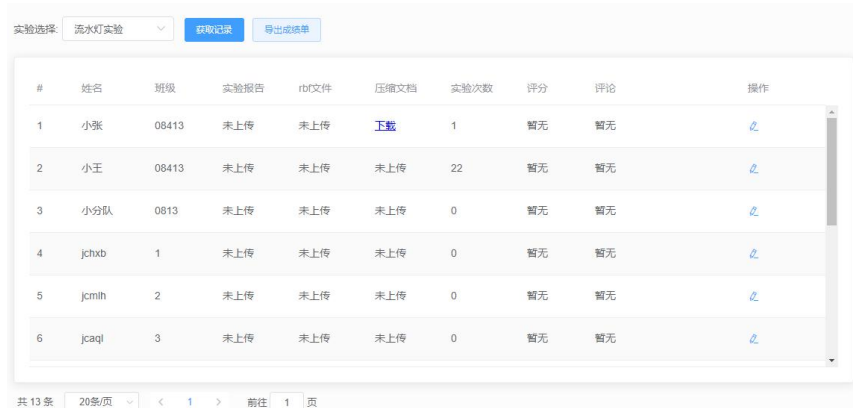 实验选择: 流水灯实验 获取记录 导出成绩单
# 姓名 班级 实验报告 rbf文件 压缩文档 实验次数 评分 评论 操作
1 小张 08413 未上传 未上传 下载 1 暂无 暂无
2 小王 08413 未上传 未上传 未上传 22 暂无 暂无
3 小分队 0813 未上传 未上传 未上传 0 暂无 暂无
4 jchxb 1 未上传 未上传 未上传 0 暂无 暂无
5 jcmlh 2 未上传 未上传 未上传 0 暂无 暂无
6 jcaql 3 未上传 未上传 未上传 0 暂无 暂无
共 13 条 20条/页 < 1 > 前往 1 页